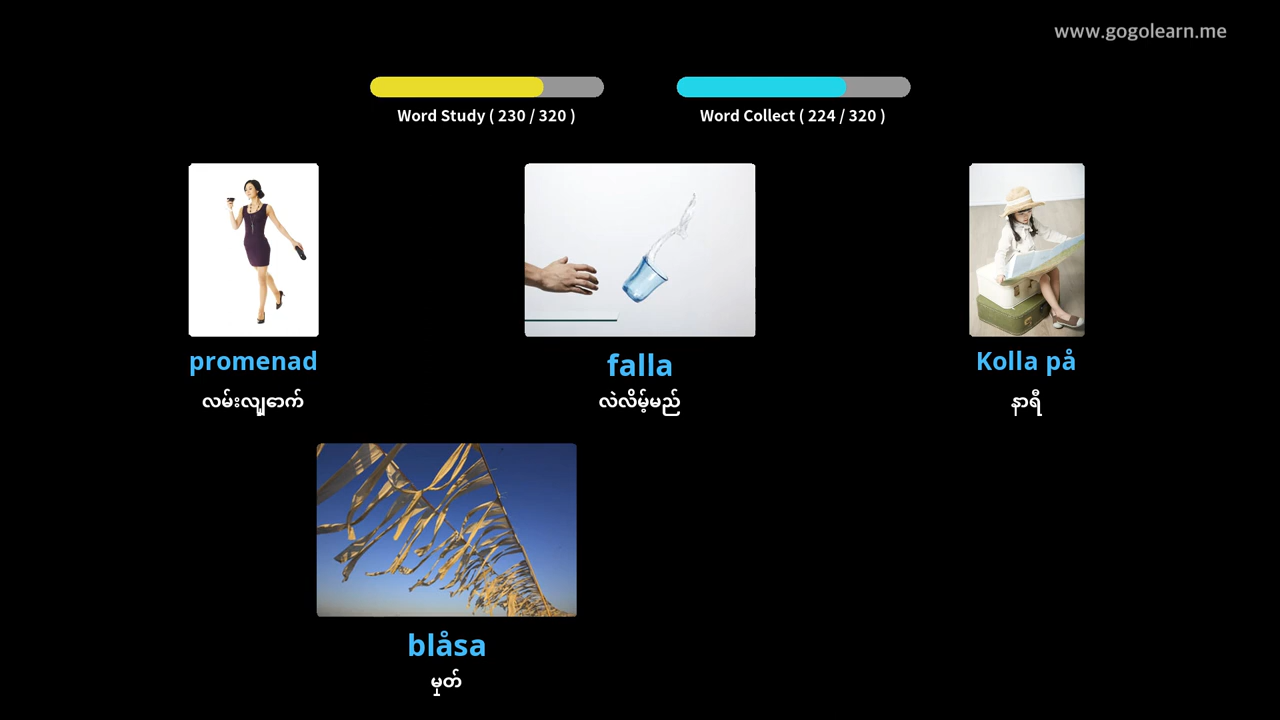 www.gogolearn.me
Word Study ( 230 / 320 )
Word Collect ( 224 / 320 )
promenad
falla
Kolla på
လမ်းလျှောက်
လဲလိမ့်မည်
နာရီ
blåsa
မှုတ်